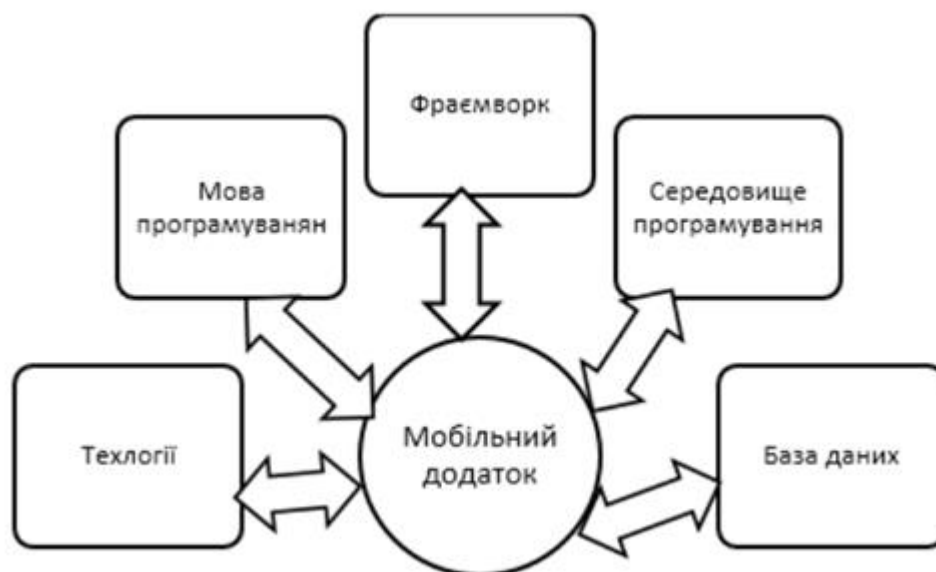 Фраємворк
Мова
програмуванян
Середовище
програмування
Техлогії
Мобільний
додаток
База даних